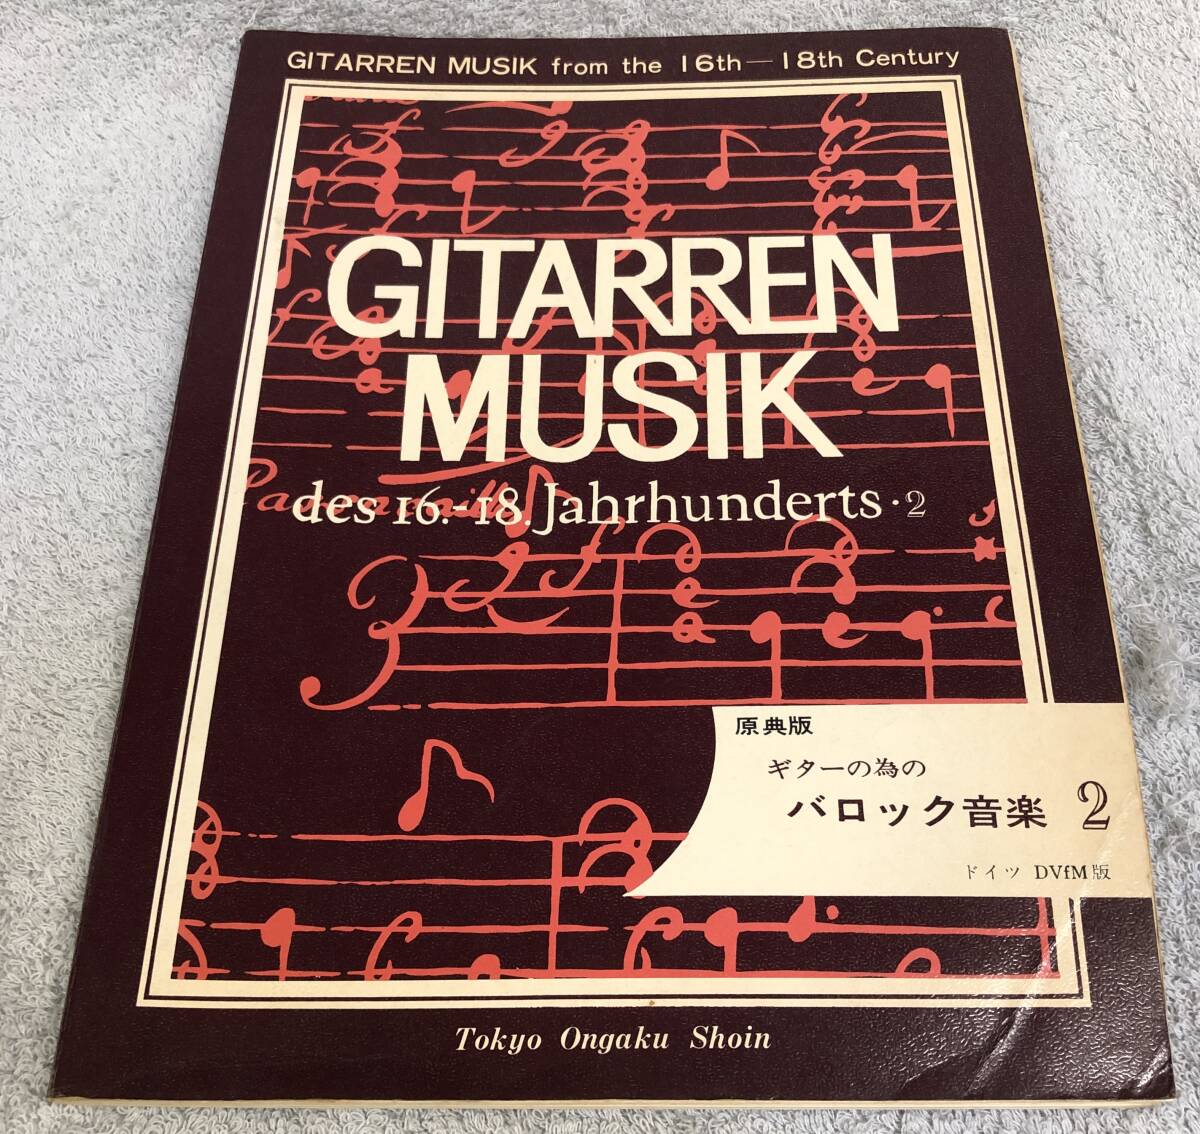 GITARREN MUSIK from the 16th—18th Century
GITARREN
MUSIK
des 16.-18. Jahrhunderts · 2
原典版
ギターの為の
バロック音楽 2
ドイツ DVfM版
Tokyo Ongaku Shoin